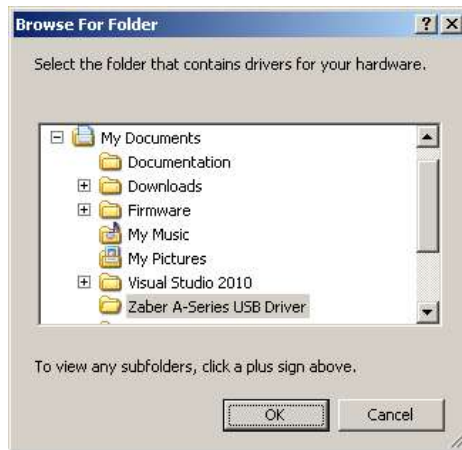 Browse For Folder
Select the folder that contains drivers for your hardware.
My Documents
Documentation
Downloads
Firmware
My Music
My Pictures
Visual Studio 2010
Zaber A-Series USB Driver
To view any subfolders, click a plus sign above.
OK Cancel